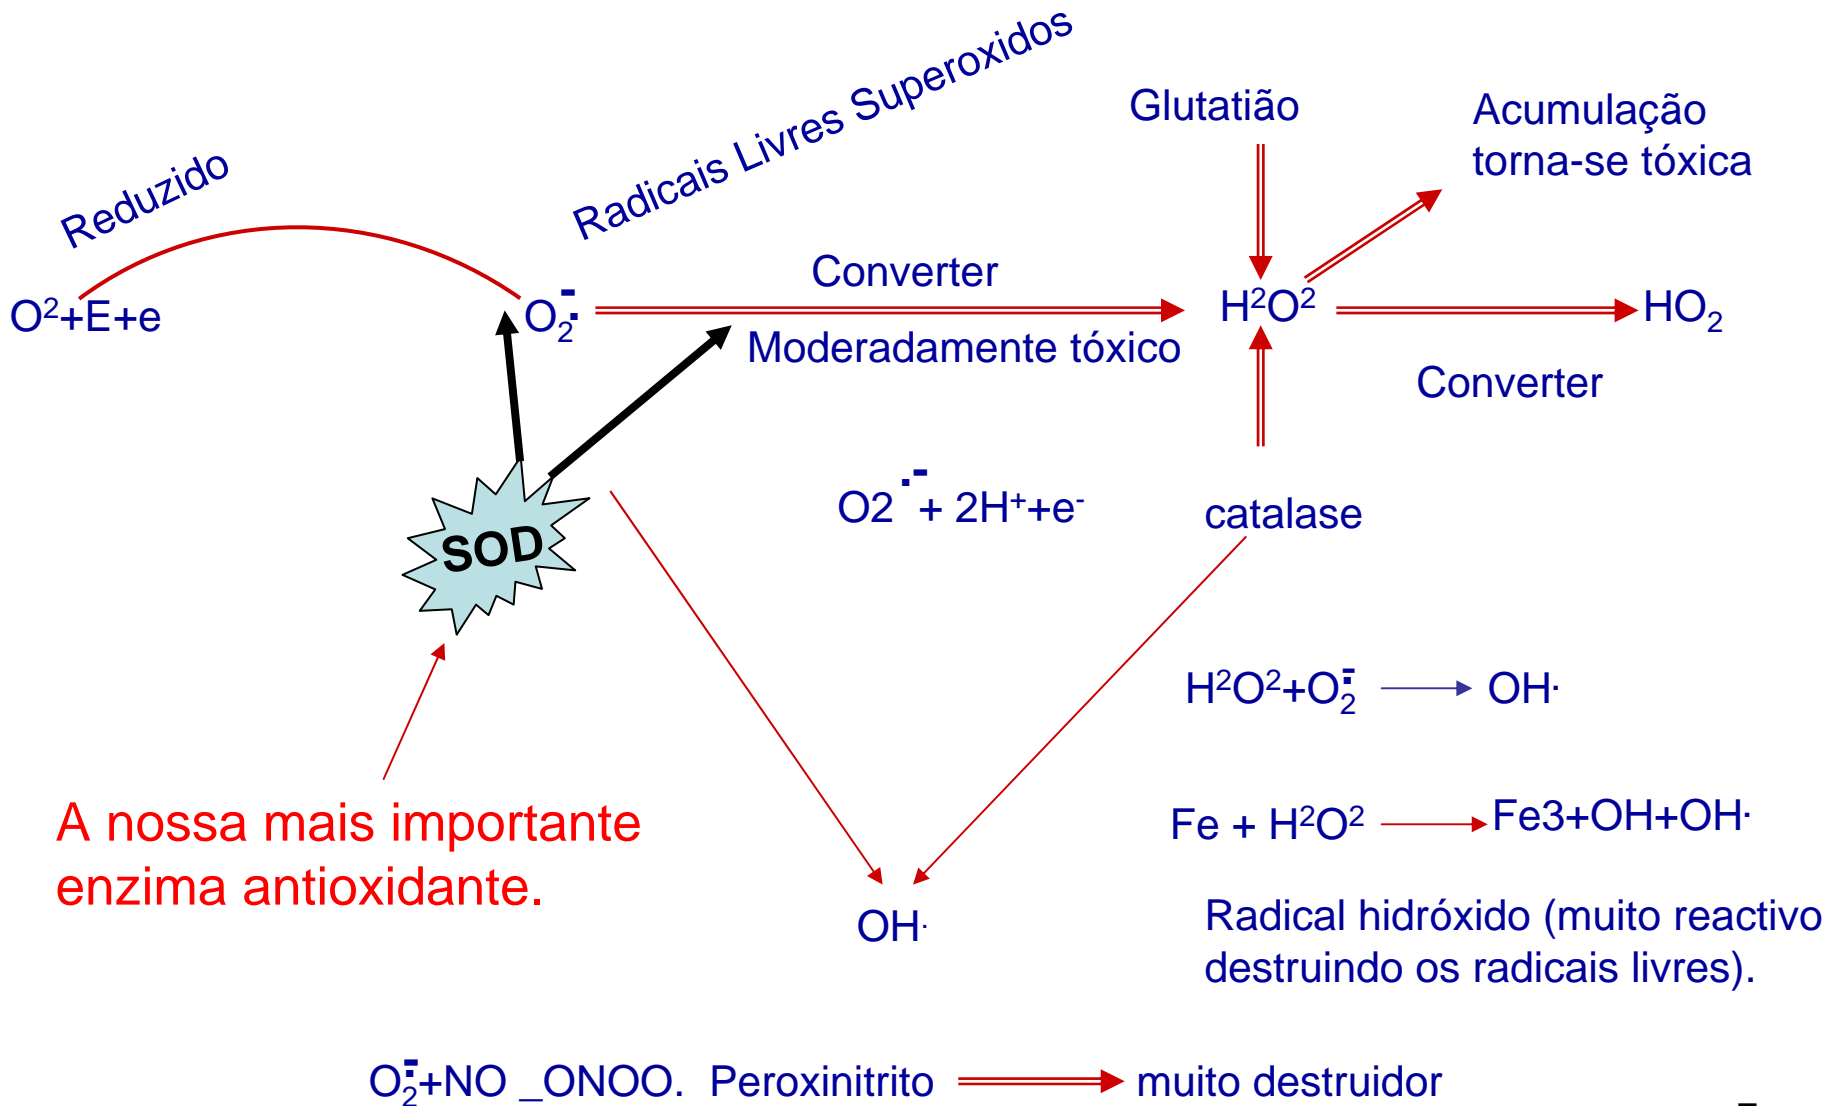 Radicais Livres Superoxidos
Reduzido
Glutatião
Acumulação
torna-se tóxica
O²+E+e
O₂⁻·
Converter
Moderadamente tóxico
H²O²
HO₂
Converter
O2 ·⁻+ 2H⁺+e⁻
catalase
SOD
H²O²+O₂⁻· → OH·
Fe + H²O² → Fe3+OH+OH·
A nossa mais importante
enzima antioxidante.
OH·
Radical hidróxido (muito reactivo
destruindo os radicais livres).
O₂⁻·+NO _ONOO. Peroxinitrito → muito destruidor